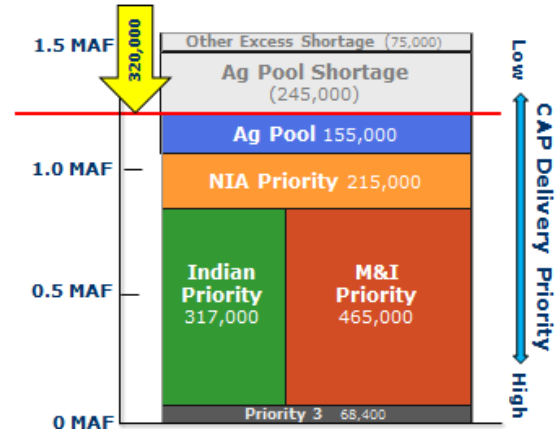 1.5 MAF
320,000
Other Excess Shortage (75,000)
Ag Pool Shortage
(245,000)
Ag Pool 155,000
1.0 MAF
NIA Priority 215,000
Indian
Priority
317,000
M&I
Priority
465,000
0.5 MAF
Priority 3 68,400
0 MAF
Low
CAP Delivery Priority
High